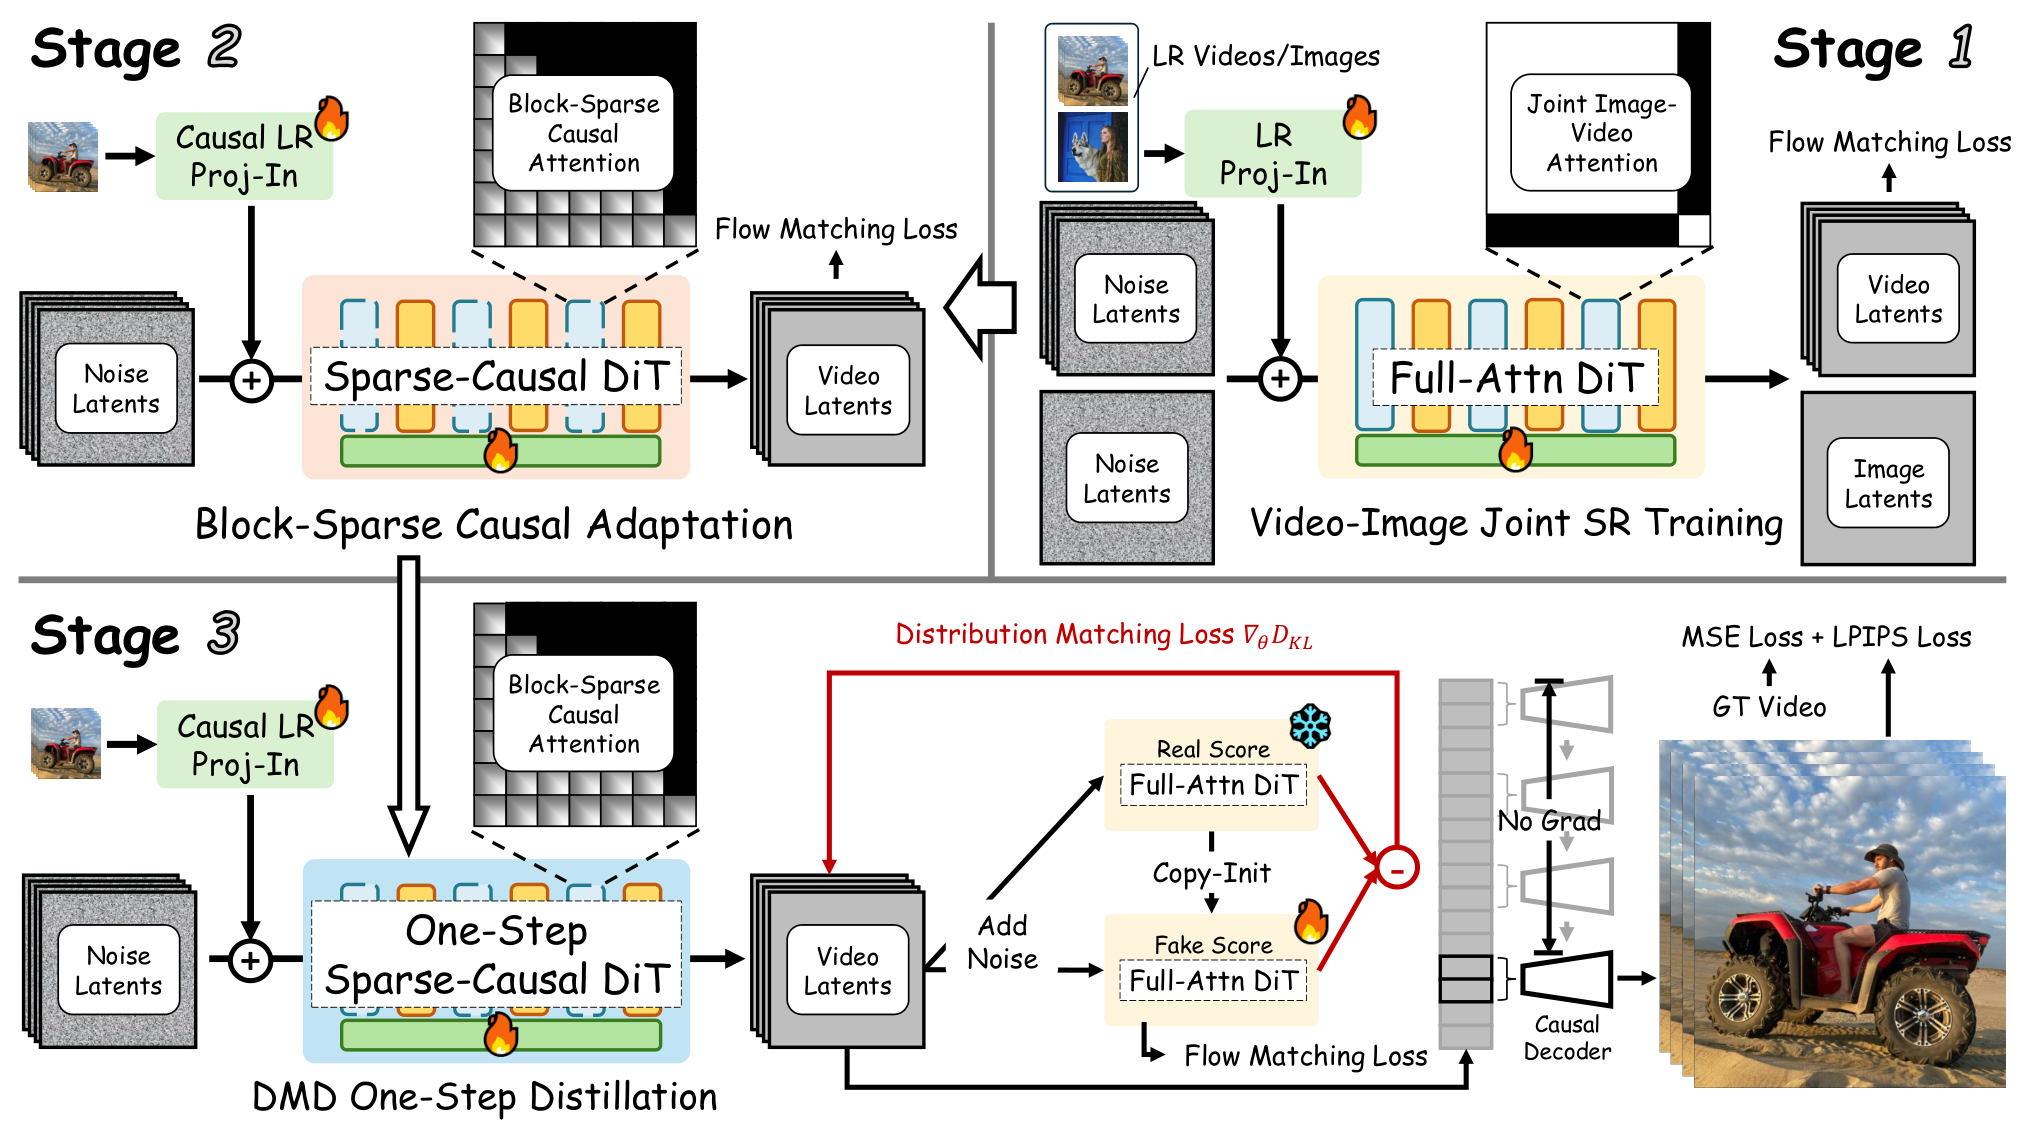 Stage 2
Causal LR
Proj-In
Block-Sparse
Causal
Attention
Flow Matching Loss
Noise
Latents
+
Sparse-Causal DiT
Video
Latents
Block-Sparse Causal Adaptation
Stage 1
LR Videos/Images
LR
Proj-In
Joint Image-
Video
Attention
Flow Matching Loss
Noise
Latents
Noise
Latents
+
Full-Attn DiT
Video
Latents
Image
Latents
Video-Image Joint SR Training
Stage 3
Causal LR
Proj-In
Block-Sparse
Causal
Attention
Noise
Latents
+
One-Step
Sparse-Causal DiT
DMD One-Step Distillation
Video
Latents
Distribution Matching Loss ∇θDKL
Add
Noise
Real Score
Full-Attn DiT
Copy-Init
Fake Score
Full-Attn DiT
-
Flow Matching Loss
No Grad
Causal
Decoder
MSE Loss + LPIPS Loss
GT Video